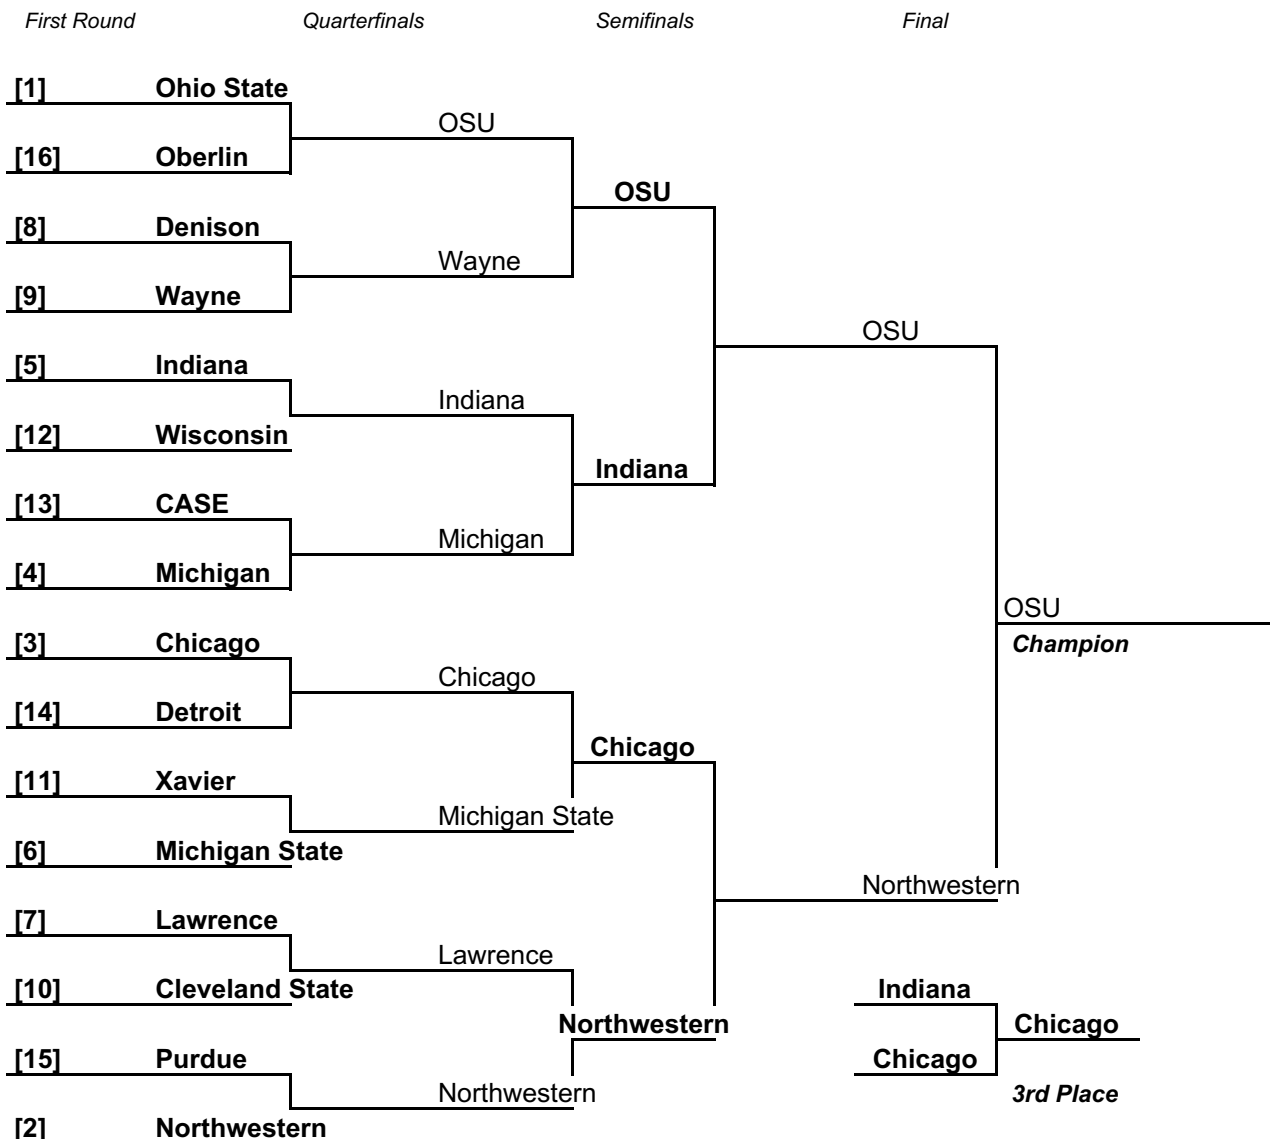 First Round Quarterfinals Semifinals Final
[1] Ohio State
OSU
[16] Oberlin
OSU
[8] Denison
Wayne
[9] Wayne
OSU
[5] Indiana
Indiana
[12] Wisconsin
Indiana
[13] CASE
Michigan
[4] Michigan
OSU
[3] Chicago
Champion
Chicago
[14] Detroit
Chicago
[11] Xavier
Michigan State
[6] Michigan State
Northwestern
[7] Lawrence
Lawrence
[10] Cleveland State Indiana
Northwestern Chicago
[15] Purdue Chicago
Northwestern 3rd Place
[2] Northwestern